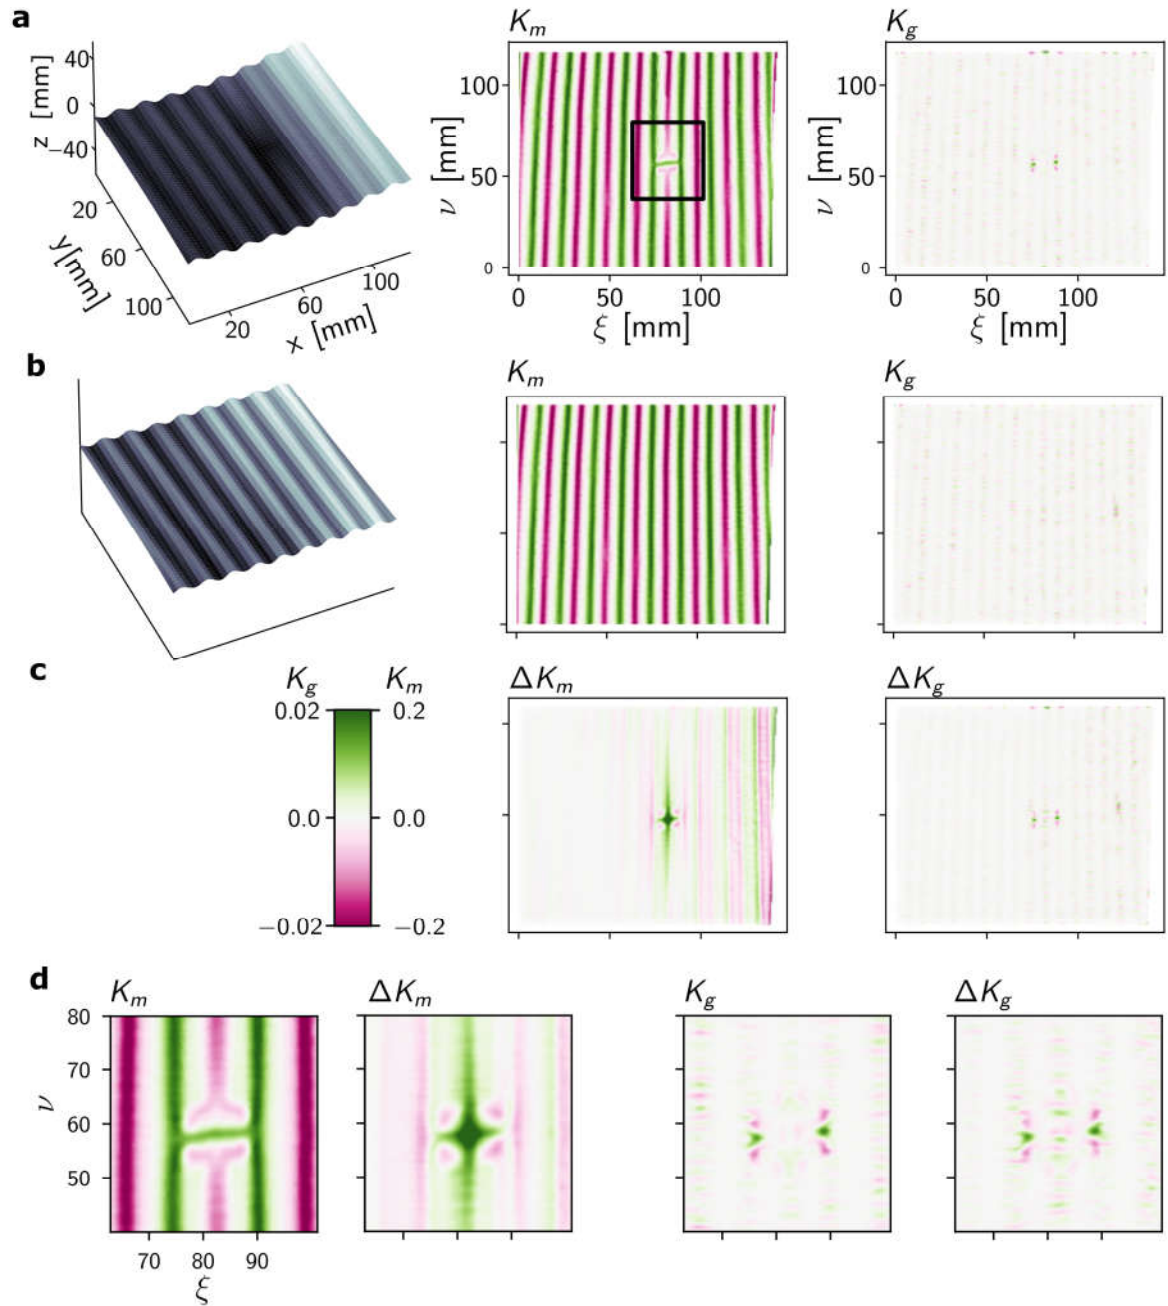 a
K_m
K_g
40
0
−40
z [mm]
20
60
100
y[mm]
20
60
100
x [mm]
100
50
0
ν [mm]
0
50
100
ξ [mm]
100
50
0
ν [mm]
0
50
100
ξ [mm]
b
K_m
K_g
c
K_g K_m
0.02 0.2
0.0 0.0
−0.02 −0.2
ΔK_m
ΔK_g
d
K_m
ΔK_m
K_g
ΔK_g
80
70
60
50
ν
70 80 90
ξ